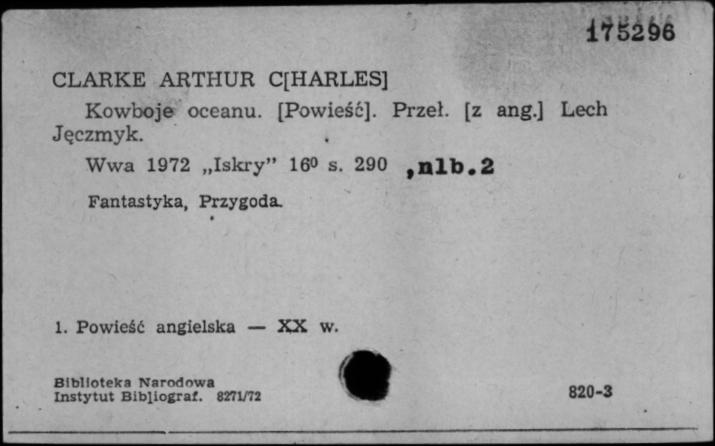 175296
CLARKE ARTHUR C[HARLES]
Kowboje oceanu. [Powieść]. Przeł. [z ang.] Lech
Jęczmyk.
Wwa 1972 „Iskry” 16⁰ s. 290 ,nlb.2
Fantastyka, Przygoda.
1. Powieść angielska — XX w.
Biblioteka Narodowa
Instytut Bibliograf. 8271/72
820-3